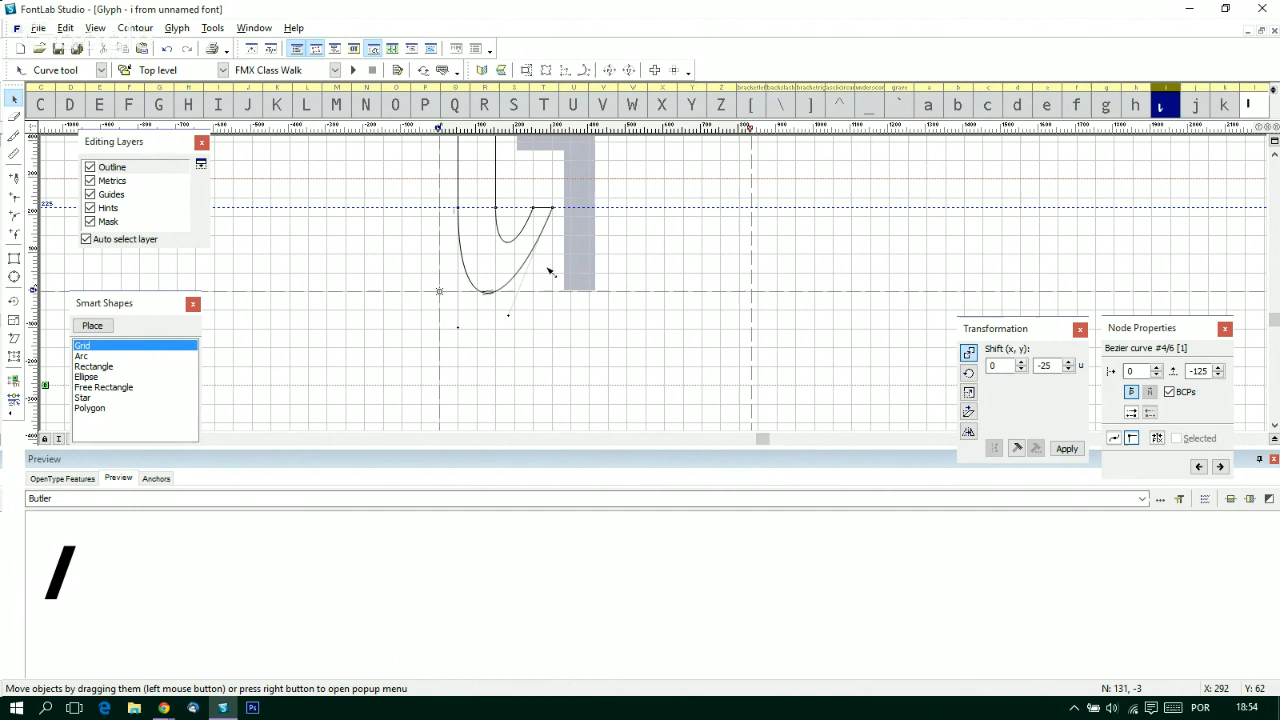 FontLab Studio - [Glyph - i from unnamed font]
File Edit View Contour Glyph Tools Window Help
Curve tool Top level FMX Class Walk
C D E F G H I J K L M N O P Q R S T U V W X Y Z [ \ ] ^ _ ` a b c d e f g h i j k l
Editing Layers
Outline
Metrics
Guides
Hints
Mask
Auto select layer
225
Smart Shapes
Place
Grid
Arc
Rectangle
Ellipse
Free Rectangle
Star
Polygon
Transformation
Shift (x, y):
0 -25 u
Apply
Node Properties
Bezier curve #4/6 [1]
0 -125
BCPs
Selected
Preview
OpenType Features Preview Anchors
Butler
/
Move objects by dragging them (left mouse button) or press right button to open popup menu N: 131, -3 X: 292 Y: 62
POR 18:54